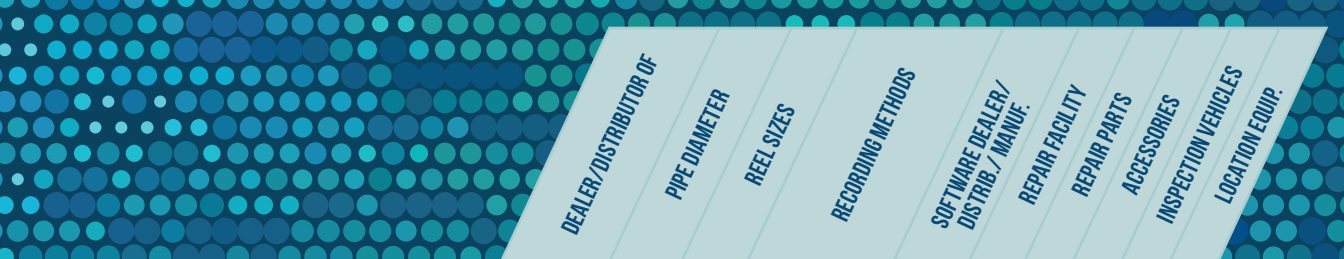 DEALER/DISTRIBUTOR OF
PIPE DIAMETER
REEL SIZES
RECORDING METHODS
SOFTWARE DEALER/
DISTRIB./ MANUF.
REPAIR FACILITY
REPAIR PARTS
ACCESSORIES
INSPECTION VEHICLES
LOCATION EQUIP.